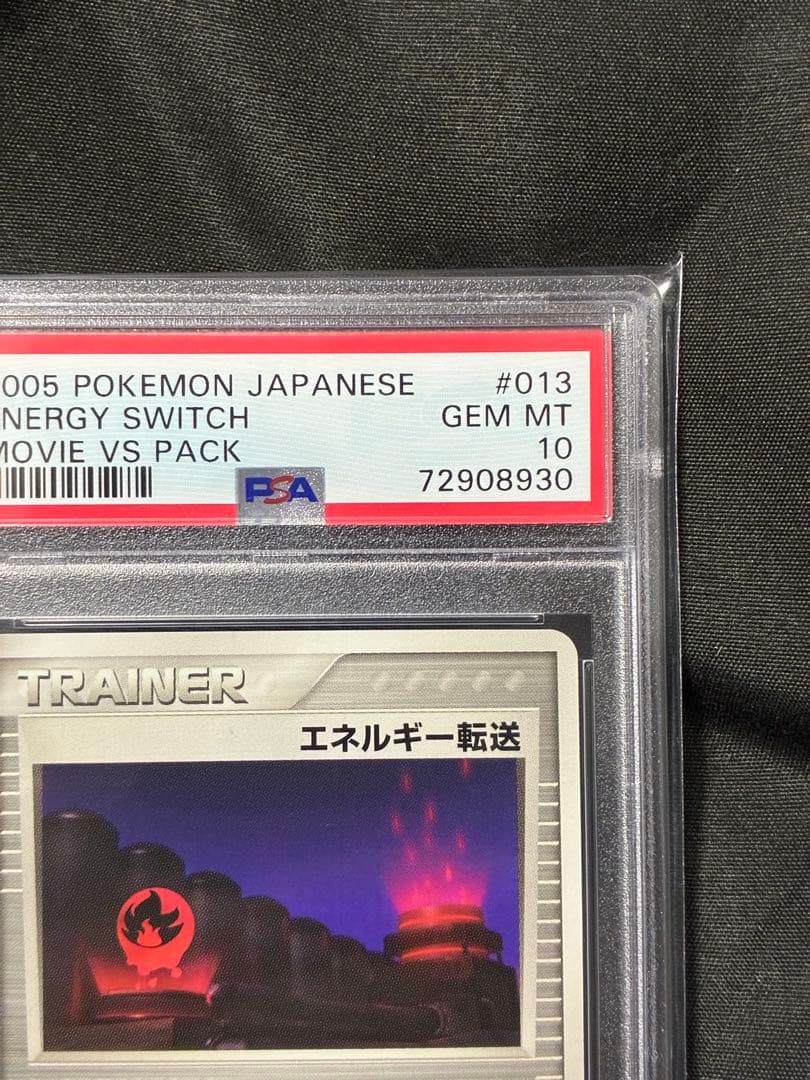 005 POKEMON JAPANESE #013
NERGY SWITCH GEM MT
MOVIE VS PACK 10
PSA 72908930
TRAINER
エネルギー転送